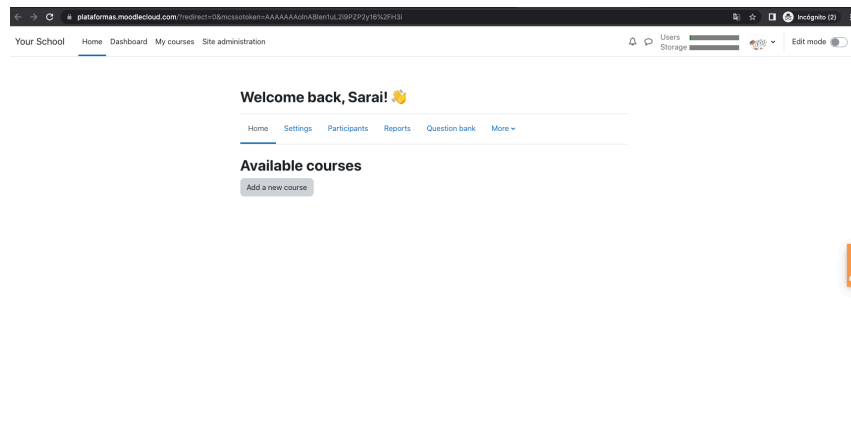 plataformas.moodlecloud.com/?redirect=0&mcssotoken=AAAAAAoInABlen1uL2I9PZP2y16%2FH3i
Incógnito (2)
Your School Home Dashboard My courses Site administration
Users
Storage
Edit mode
Welcome back, Sarai! 👋
Home Settings Participants Reports Question bank More
Available courses
Add a new course